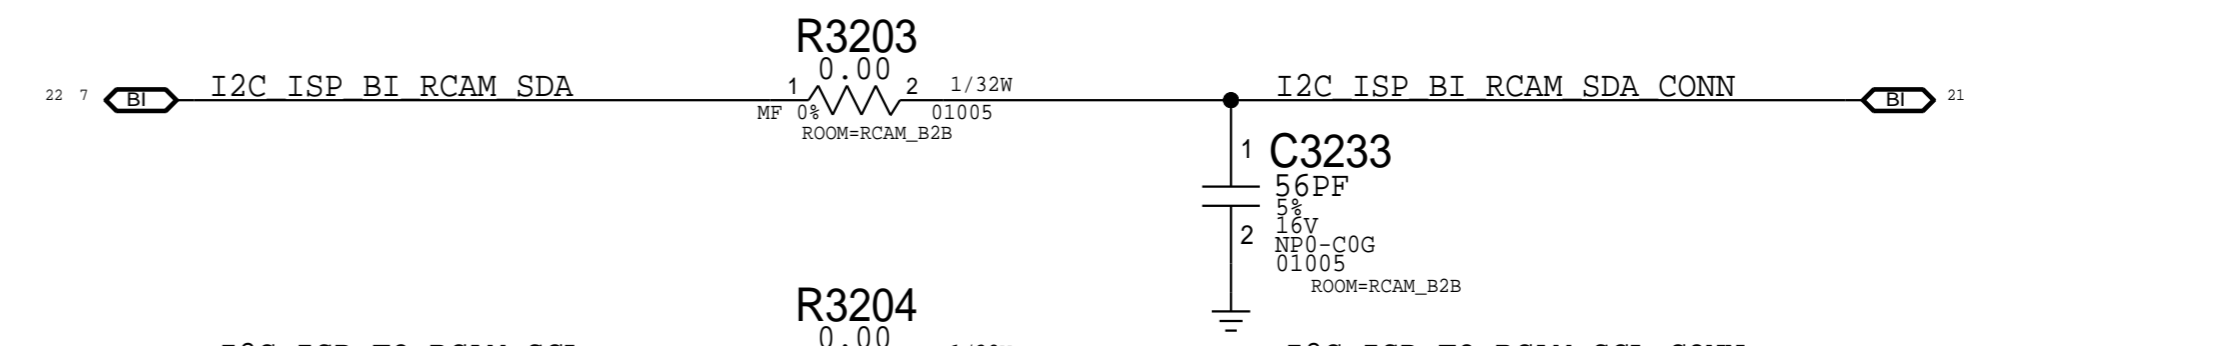 R3203
0.00
22 7 BI I2C_ISP_BI_RCAM_SDA 1 2 1/32W I2C_ISP_BI_RCAM_SDA_CONN BI 21
MF 0% 01005
ROOM=RCAM_B2B
1 C3233
56PF
5%
16V
2 NP0-C0G
01005
ROOM=RCAM_B2B
R3204
0.00